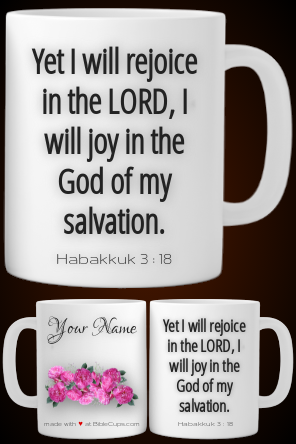 Yet I will rejoice
in the LORD, I
will joy in the
God of my
salvation.
Habakkuk 3 : 18
Your Name
made with ♥ at BibleCups.com
Yet I will rejoice
in the LORD, I
will joy in the
God of my
salvation.
Habakkuk 3 : 18